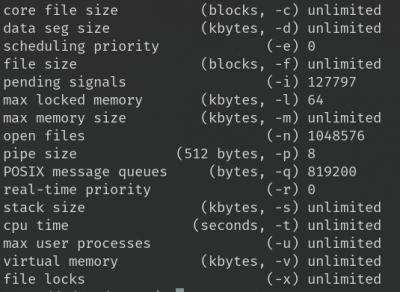 core file size (blocks, -c) unlimited
data seg size (kbytes, -d) unlimited
scheduling priority (-e) 0
file size (blocks, -f) unlimited
pending signals (-i) 127797
max locked memory (kbytes, -l) 64
max memory size (kbytes, -m) unlimited
open files (-n) 1048576
pipe size (512 bytes, -p) 8
POSIX message queues (bytes, -q) 819200
real-time priority (-r) 0
stack size (kbytes, -s) unlimited
cpu time (seconds, -t) unlimited
max user processes (-u) unlimited
virtual memory (kbytes, -v) unlimited
file locks (-x) unlimited